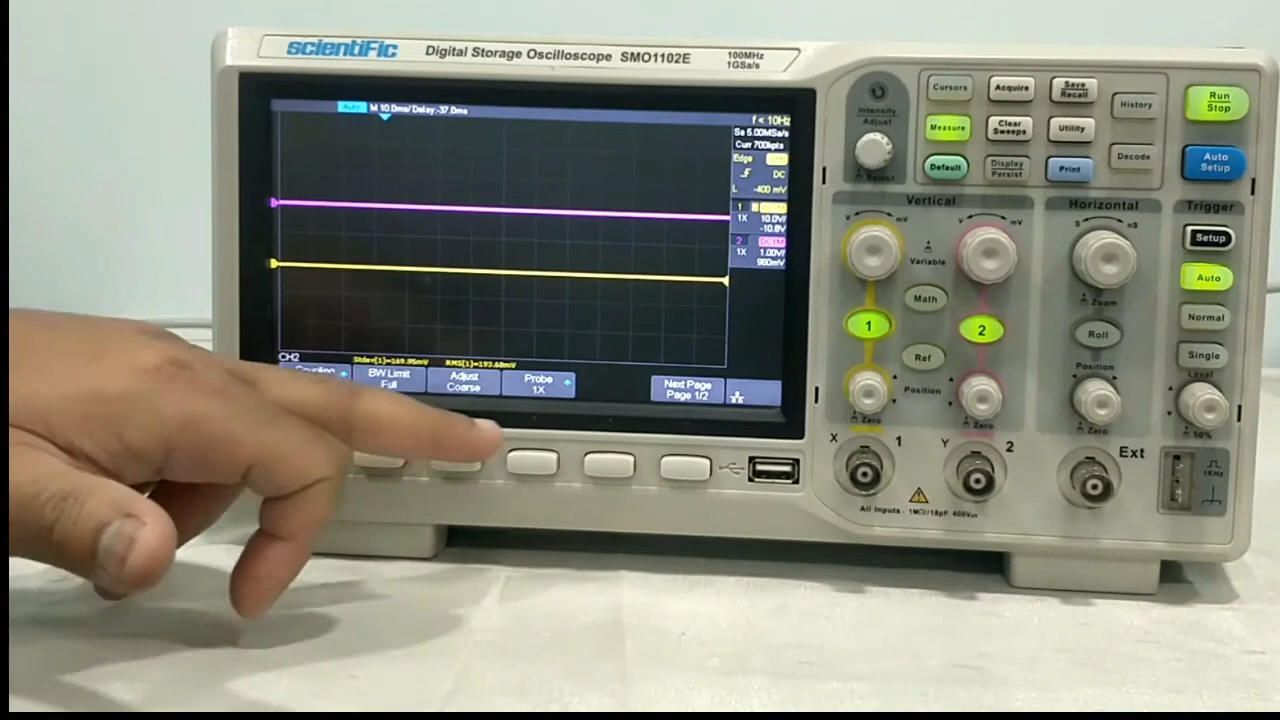 scientiFic Digital Storage Oscilloscope SMO1102E 100MHz
1GSa/s
Auto M 10.0ms/ Delay:-37.0ms
f < 10Hz
Sa 5.00MSa/s
Curr 700kpts
Edge
DC
L -400 mV
1
1X 10.0V/
-10.8V
2 DC1M
1X 1.00V/
980mV
CH2 Stdev[1]=169.95mV RMS[1]=193.68mV
Coupling
BW Limit
Full
Adjust
Coarse
Probe
1X
Next Page
Page 1/2
Intensity
Adjust
Select
Cursors
Acquire
Save
Recall
History
Run
Stop
Measure
Clear
Sweeps
Utility
Default
Display
Persist
Print
Decode
Auto
Setup
Vertical
Horizontal
Trigger
V mV
V mV
S nS
Variable
Setup
Zoom
Auto
Math
1
2
Roll
Normal
Ref
Single
Position
Position
Level
Zero
Zero
Zero
50%
X 1
Y 2
Ext
1KHz
All Inputs